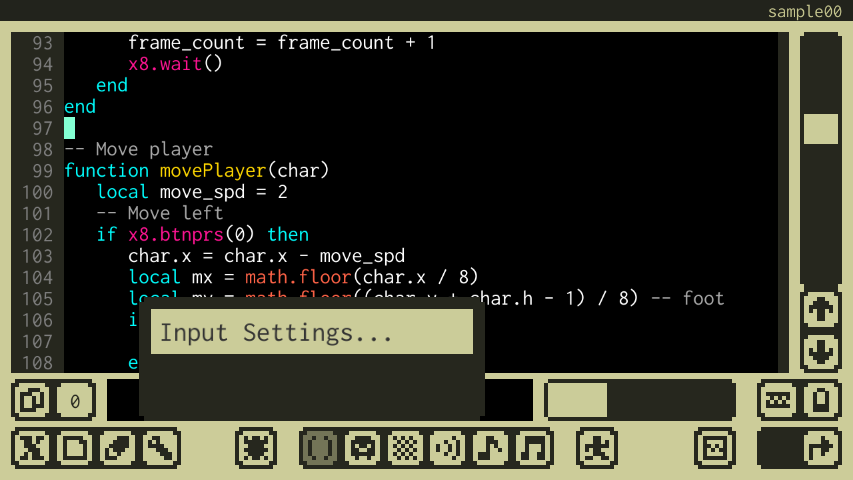 sample00
93 frame_count = frame_count + 1
94 x8.wait()
95 end
96 end
97
98 -- Move player
99 function movePlayer(char)
100 local move_spd = 2
101 -- Move left
102 if x8.btnprs(0) then
103 char.x = char.x - move_spd
104 local mx = math.floor(char.x / 8)
105 local my = math.floor((char.y + char.h - 1) / 8) -- foot
106 i
107
108 e
Input Settings...
0